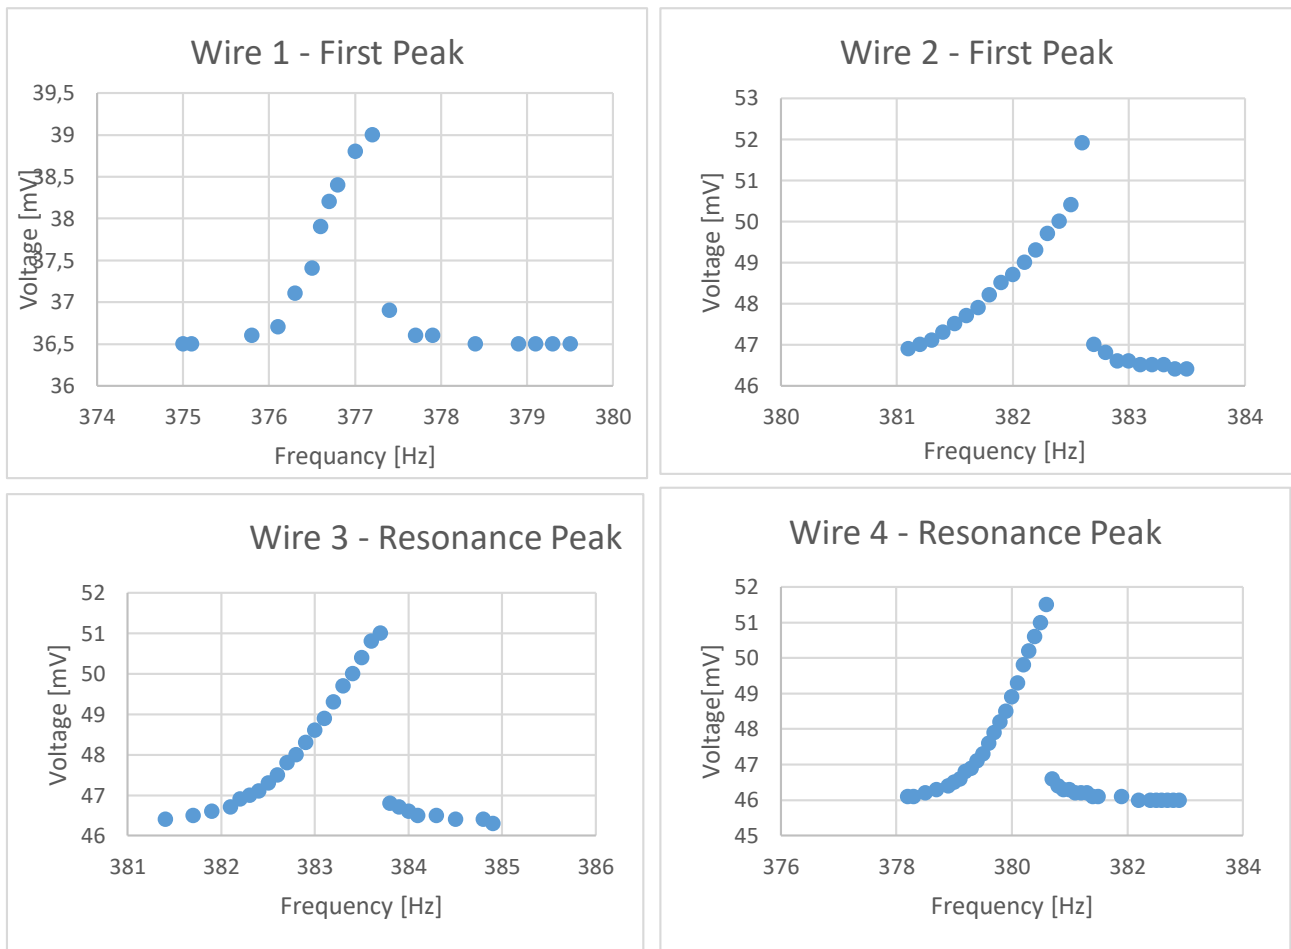 Wire 1 - First Peak
39,5
39
38,5
38
37,5
37
36,5
36
Voltage [mV]
374 375 376 377 378 379 380
Frequancy [Hz]
Wire 2 - First Peak
53
52
51
50
49
48
47
46
Voltage [mV]
380 381 382 383 384
Frequency [Hz]
Wire 3 - Resonance Peak
52
51
50
49
48
47
46
Voltage [mV]
381 382 383 384 385 386
Frequency [Hz]
Wire 4 - Resonance Peak
52
51
50
49
48
47
46
45
Voltage[mV]
376 378 380 382 384
Frequency [Hz]